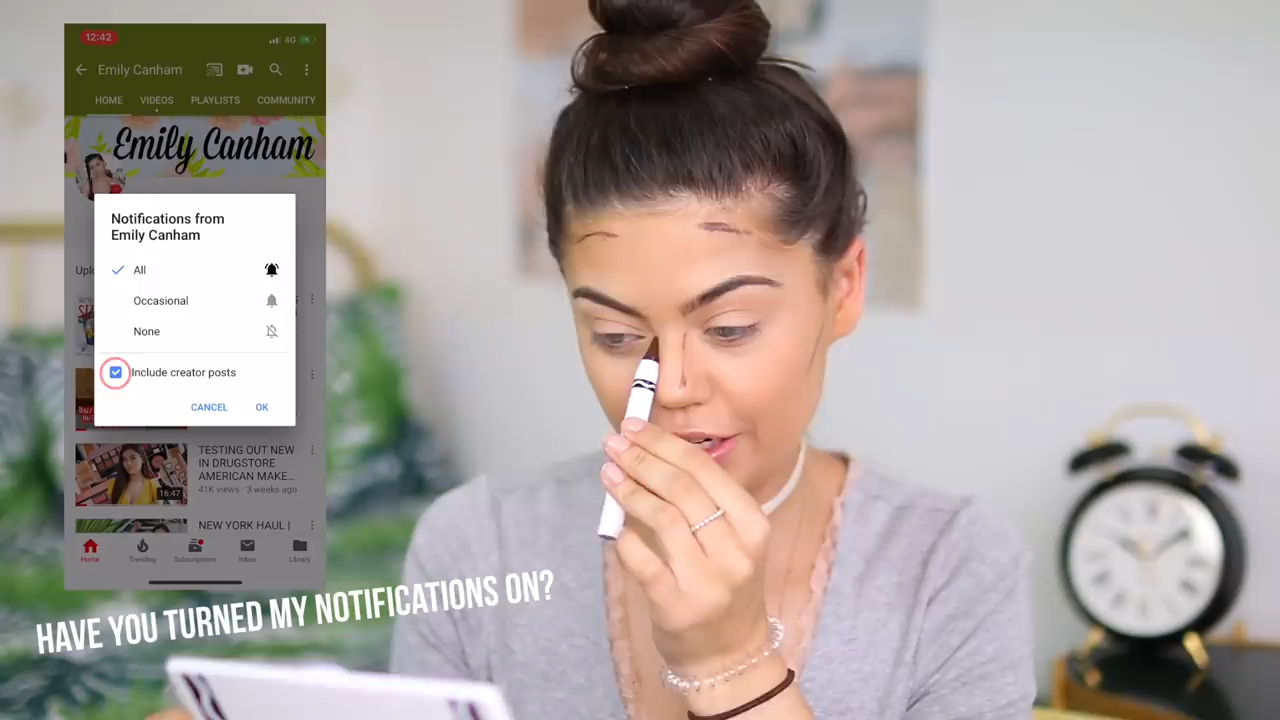 12:42
4G
Emily Canham
HOME VIDEOS PLAYLISTS COMMUNITY
Emily Canham
Notifications from
Emily Canham
All
Occasional
None
Include creator posts
CANCEL OK
TESTING OUT NEW
IN DRUGSTORE
AMERICAN MAKE...
41K views · 3 weeks ago
16:47
NEW YORK HAUL |
Home Trending Subscriptions Inbox Library
HAVE YOU TURNED MY NOTIFICATIONS ON?